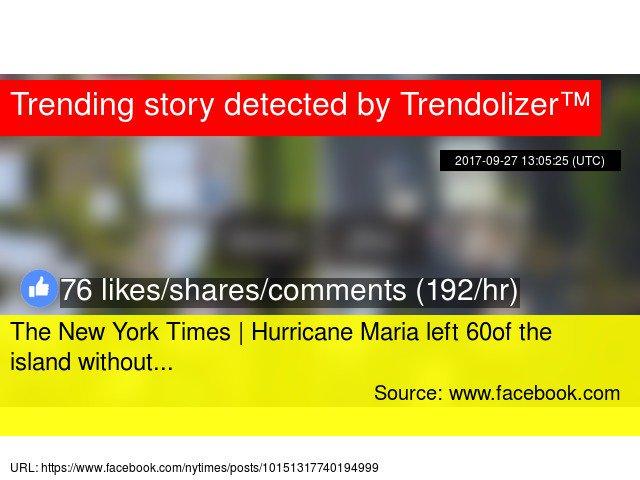 Trending story detected by Trendolizer™
2017-09-27 13:05:25 (UTC)
76 likes/shares/comments (192/hr)
The New York Times | Hurricane Maria left 60of the
island without...
Source: www.facebook.com
URL: https://www.facebook.com/nytimes/posts/10151317740194999